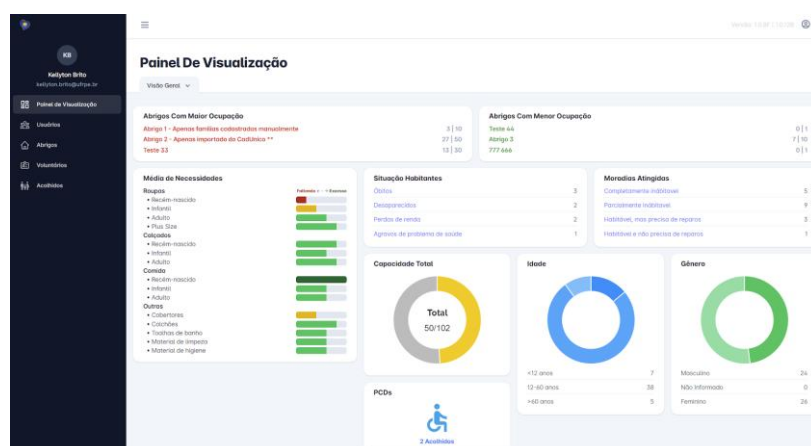 KB
Kellyton Brito
kellyton.brito@ufrpe.br
Painel de Visualização
Usuários
Abrigos
Voluntários
Acolhidos
Painel De Visualização
Visão Geral
Abrigos Com Maior Ocupação
Abrigo 1 - Apenas famílias cadastradas manualmente 3 | 10
Abrigo 2 - Apenas importado do CadUnico ** 27 | 50
Teste 33 13 | 30
Abrigos Com Menor Ocupação
Teste 44 0 | 1
Abrigo 3 7 | 10
777 666 0 | 1
Média de Necessidades
Roupas
• Recém-nascido
• Infantil
• Adulto
• Plus Size
Calçados
• Recém-nascido
• Infantil
• Adulto
Comida
• Recém-nascido
• Infantil
• Adulto
Outros
• Cobertores
• Colchões
• Toalhas de banho
• Material de limpeza
• Material de higiene
Situação Habitantes
Óbitos 3
Desaparecidos 2
Perdas de renda 2
Agravos de problema de saúde 1
Moradias Atingidas
Completamente inabitável 5
Parcialmente inabitável 9
Habitável, mas precisa de reparos 3
Habitável e não precisa de reparos 1
Capacidade Total
Total
50/102
Idade
<12 anos 7
12-60 anos 38
>60 anos 5
Gênero
Masculino 24
Não Informado 0
Feminino 26
PCDs
2 Acolhidos